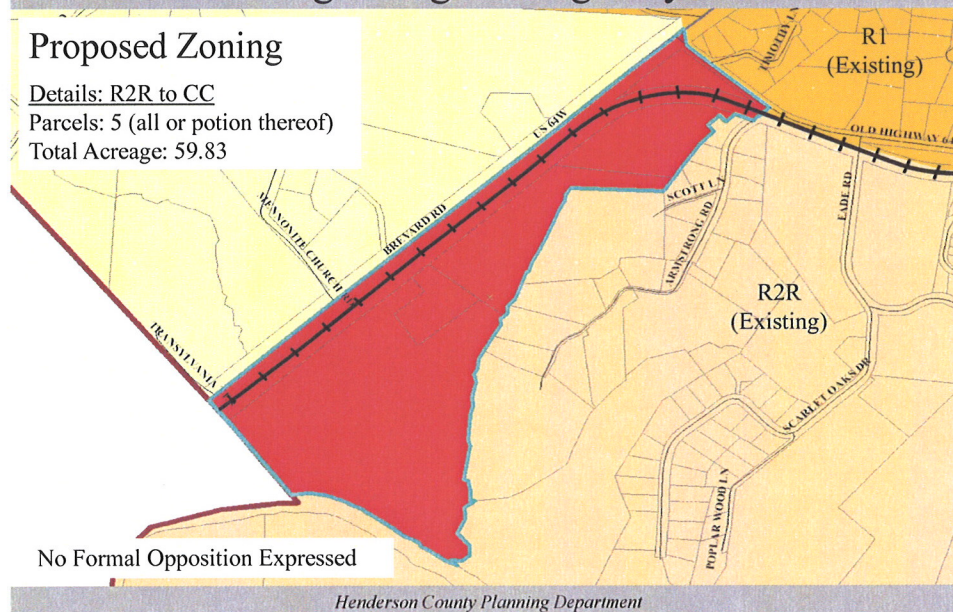 Proposed Zoning
Details: R2R to CC
Parcels: 5 (all or potion thereof)
Total Acreage: 59.83
R1
(Existing)
TIMOTHY LN
US 64W
OLD HIGHWAY 64
BREVARD RD
MENNONITE CHURCH
SCOTT LN
ARMSTRONG RD
EADE RD
R2R
(Existing)
TRANSYLVANIA
SCARLET OAKS DR
POPLAR WOOD LN
No Formal Opposition Expressed
Henderson County Planning Department